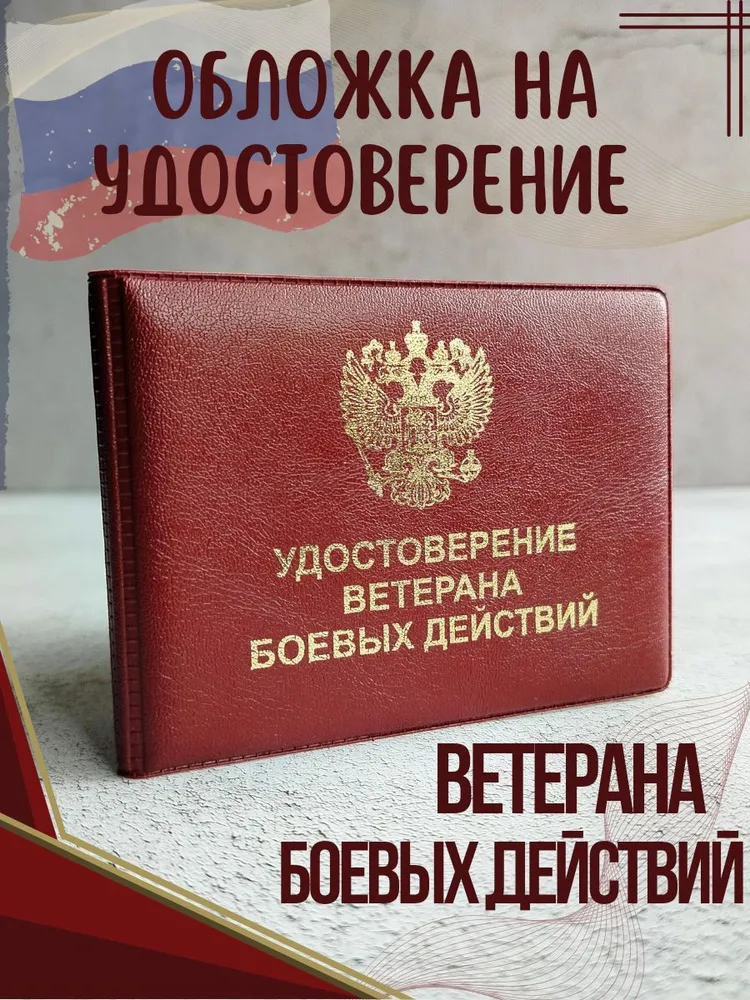 ОБЛОЖКА НА
УДОСТОВЕРЕНИЕ
УДОСТОВЕРЕНИЕ
ВЕТЕРАНА
БОЕВЫХ ДЕЙСТВИЙ
ВЕТЕРАНА
БОЕВЫХ ДЕЙСТВИЙ